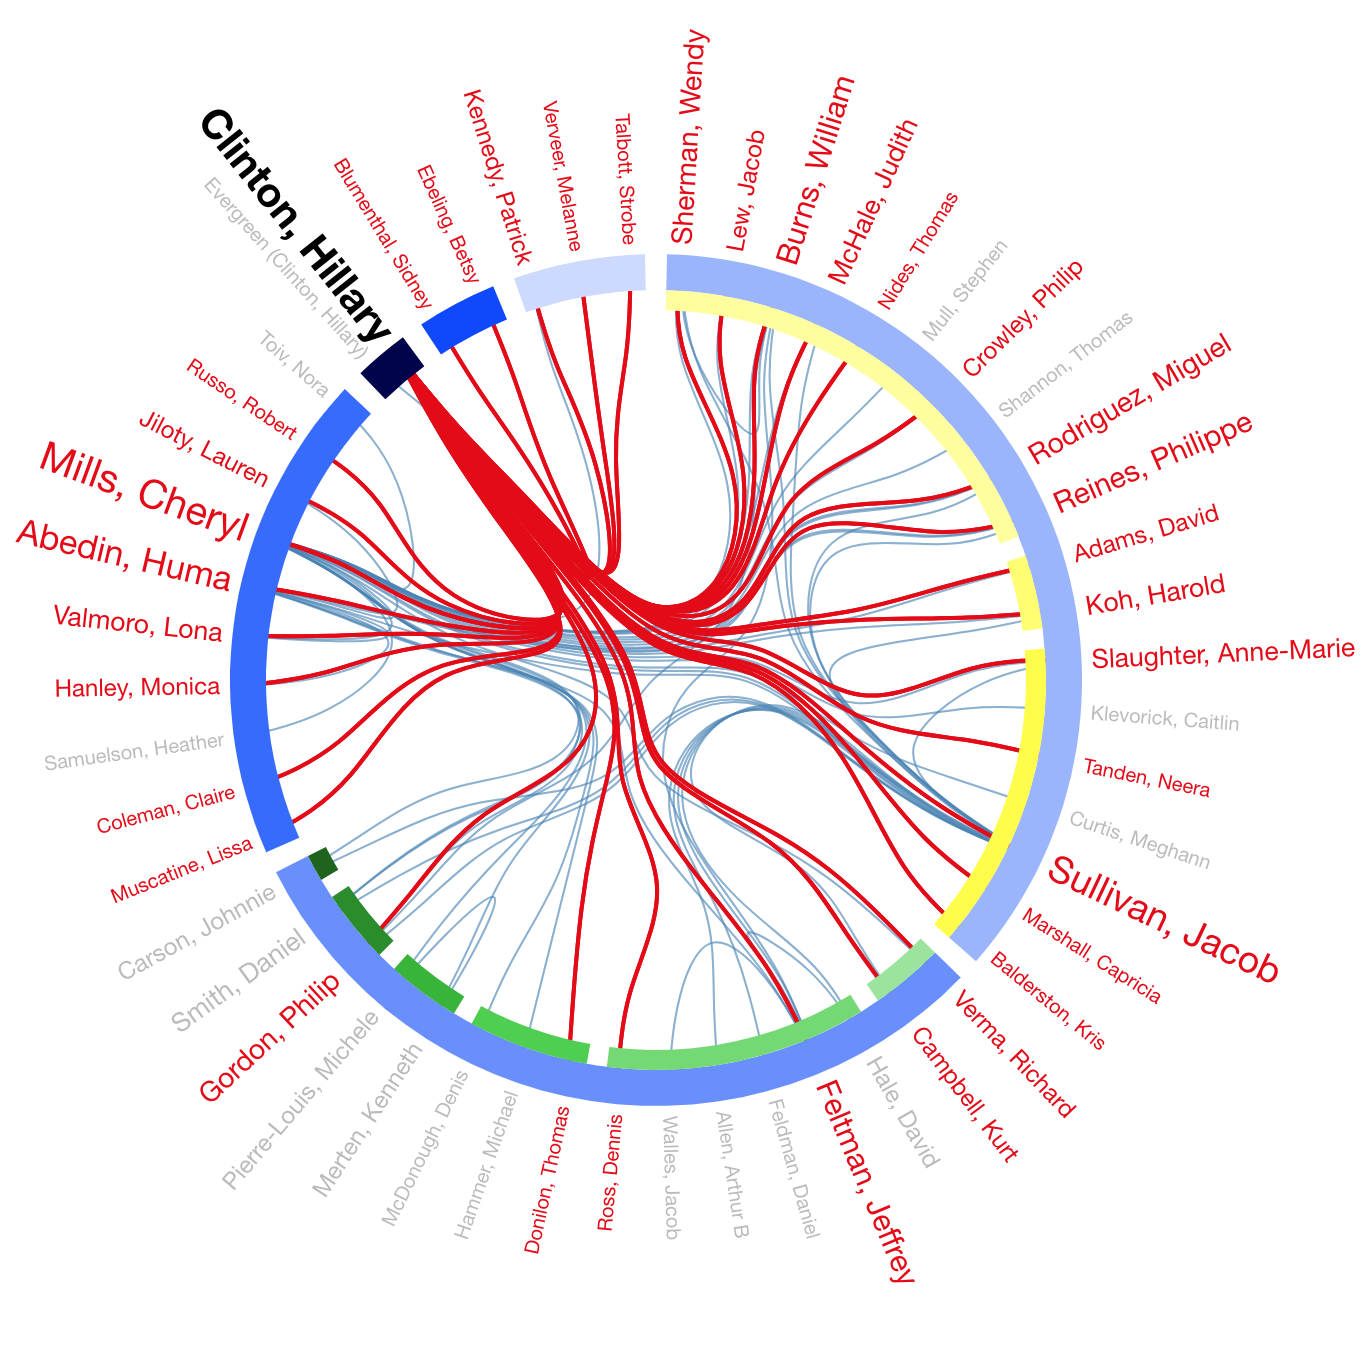 Sherman, Wendy
Lew, Jacob
Burns, William
McHale, Judith
Nides, Thomas
Mull, Stephen
Crowley, Philip
Shannon, Thomas
Rodriguez, Miguel
Reines, Philippe
Adams, David
Koh, Harold
Slaughter, Anne-Marie
Klevorick, Caitlin
Tanden, Neera
Curtis, Meghann
Sullivan, Jacob
Marshall, Capricia
Balderston, Kris
Verma, Richard
Campbell, Kurt
Hale, David
Feltman, Jeffrey
Feldman, Daniel
Allen, Arthur B
Walles, Jacob
Ross, Dennis
Donilon, Thomas
Hammer, Michael
McDonough, Denis
Merten, Kenneth
Pierre-Louis, Michele
Gordon, Philip
Smith, Daniel
Carson, Johnnie
Muscatine, Lissa
Coleman, Claire
Samuelson, Heather
Hanley, Monica
Valmoro, Lona
Abedin, Huma
Mills, Cheryl
Jiloty, Lauren
Russo, Robert
Toiv, Nora
Evergreen (Clinton, Hillary)
Clinton, Hillary
Blumenthal, Sidney
Ebeling, Betsy
Kennedy, Patrick
Verveer, Melanne
Talbott, Strobe